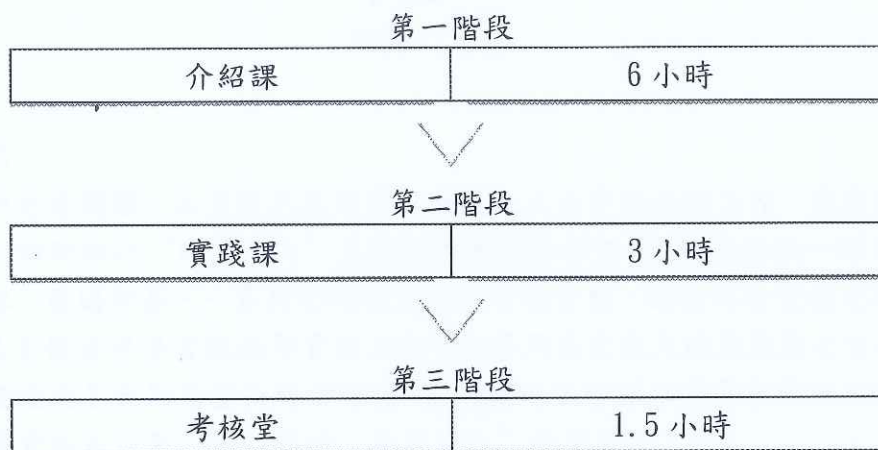 第一階段
介紹課 6 小時
第二階段
實踐課 3 小時
第三階段
考核堂 1.5 小時